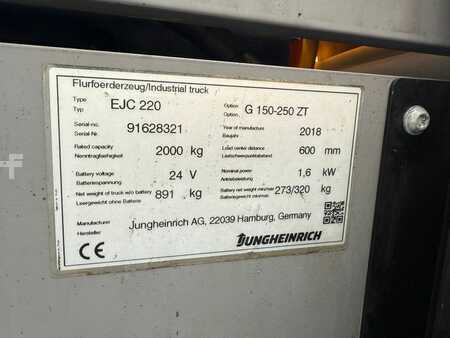 Flurfoerderzeug/Industrial truck
Type EJC 220 Option G 150-250 ZT
Typ Option
Serial-no. 91628321 Year of manufacture 2018
Serial-Nr. Baujahr
Rated capacity 2000 kg Load center distance 600 mm
Nenntragfaehigkeit Lastschwerpunktabstand
Battery voltage 24 V Nominal power 1,6 kW
Batteriespannung Antriebsleistung
Net weight of truck w/o battery 891 kg Battery net weight min/max 273/320 kg
Leergewicht ohne Batterie Batteriegewicht min/max
Manufacturer Jungheinrich AG, 22039 Hamburg, Germany
Hersteller
CE JUNGHEINRICH